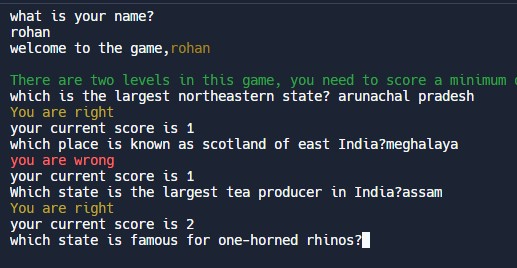 what is your name?
rohan
welcome to the game,rohan
There are two levels in this game, you need to score a minimum
which is the largest northeastern state? arunachal pradesh
You are right
your current score is 1
which place is known as scotland of east India?meghalaya
you are wrong
your current score is 1
Which state is the largest tea producer in India?assam
You are right
your current score is 2
which state is famous for one-horned rhinos?